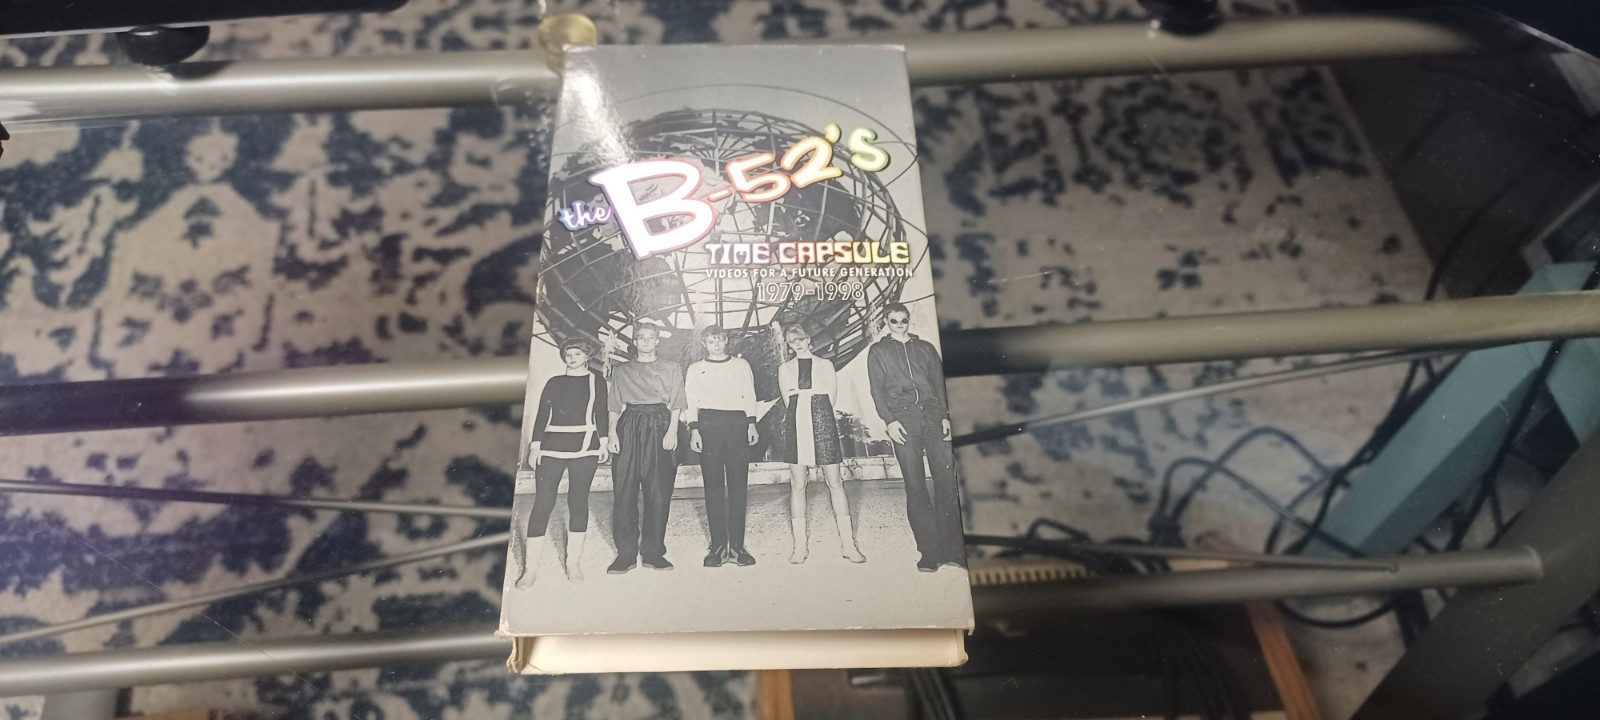 the B-52's
TIME CAPSULE
VIDEOS FOR A FUTURE GENERATION
1979-1998